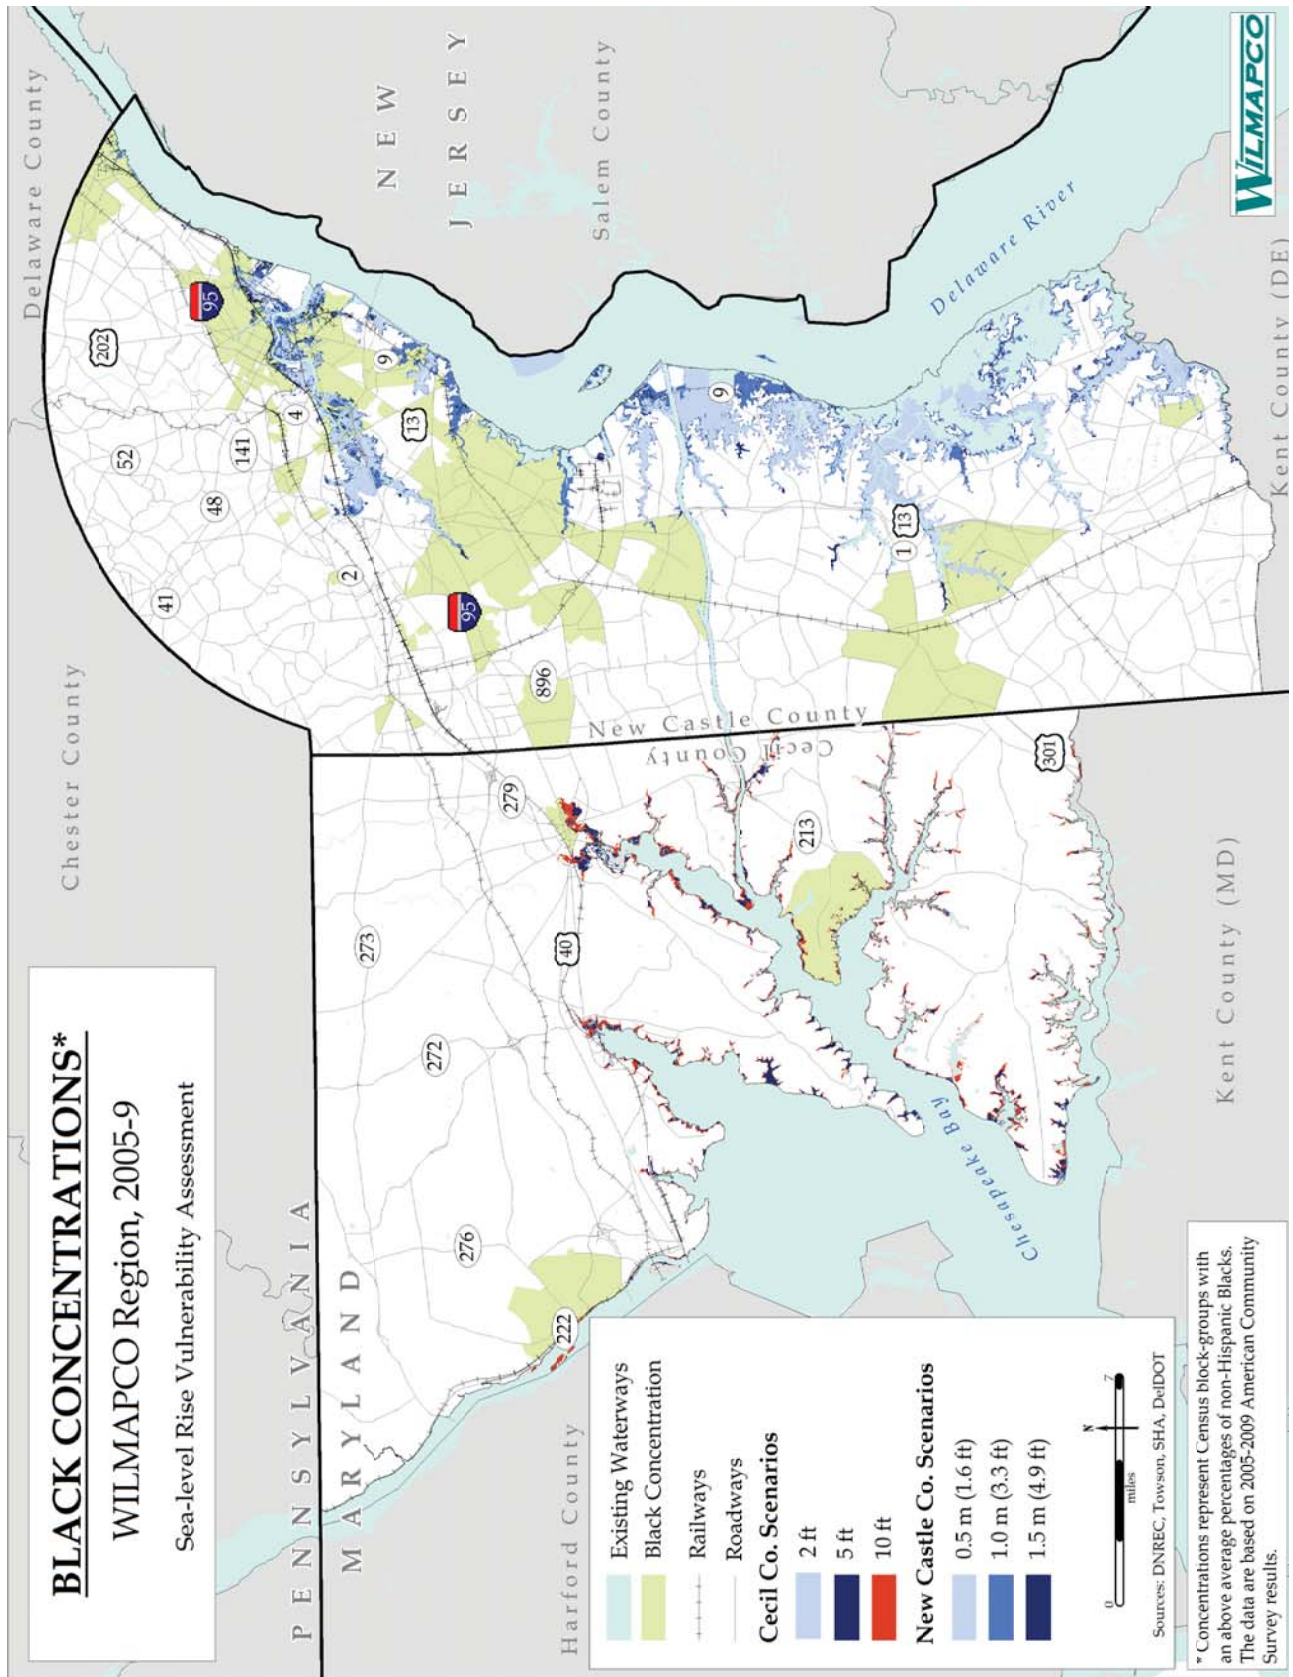 BLACK CONCENTRATIONS*
WILMAPCO Region, 2005-9
Sea-level Rise Vulnerability Assessment
Chester County
Delaware County
PENNSYLVANIA
MARYLAND
NEW
JERSEY
Salem County
Harford County
New Castle County
Cecil County
Kent County (MD)
Kent County (DE)
Delaware River
Chesapeake Bay
202
95
52
141
48
41
4
2
9
13
95
896
9
13
1
301
279
273
272
276
222
40
213
Existing Waterways
Black Concentration
Railways
Roadways
Cecil Co. Scenarios
2 ft
5 ft
10 ft
New Castle Co. Scenarios
0.5 m (1.6 ft)
1.0 m (3.3 ft)
1.5 m (4.9 ft)
N
0 7
miles
Sources: DNREC, Towson, SHA, DelDOT
* Concentrations represent Census block-groups with
an above average percentages of non-Hispanic Blacks.
The data are based on 2005-2009 American Community
Survey results.
WILMAPCO